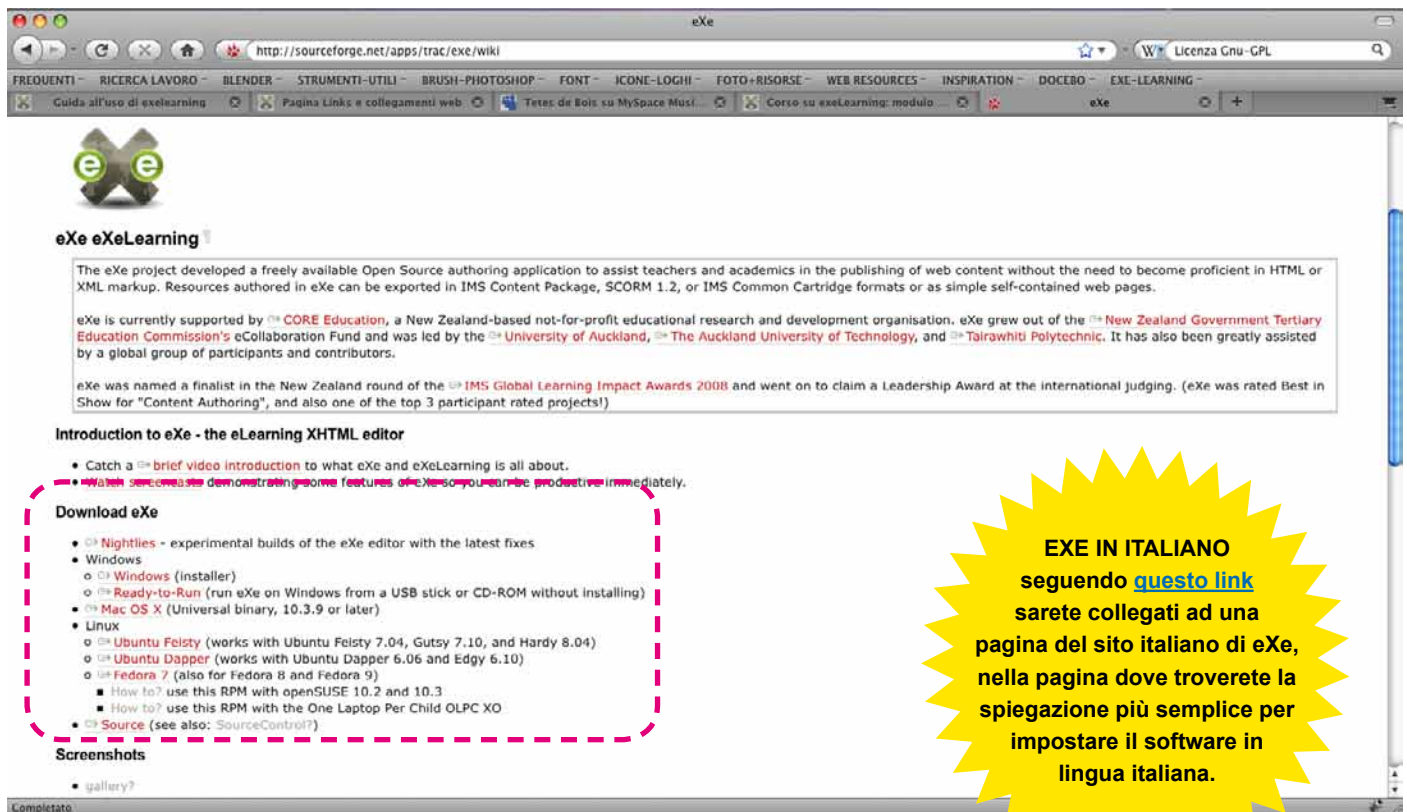 eXe
http://sourceforge.net/apps/trac/exe/wiki
Licenza Gnu-GPL
FREQUENTI RICERCA LAVORO BLENDER STRUMENTI-UTILI BRUSH-PHOTOSHOP FONT ICONE-LOGHI FOTO+RISORSE WEB RESOURCES INSPIRATION DOCEBO EXE-LEARNING
Guida all'uso di exelearning Pagina Links e collegamenti web Tetes de Bois su MySpace Musi... Corso su exeLearning: modulo ... eXe
e e
eXe eXeLearning
The eXe project developed a freely available Open Source authoring application to assist teachers and academics in the publishing of web content without the need to become proficient in HTML or
XML markup. Resources authored in eXe can be exported in IMS Content Package, SCORM 1.2, or IMS Common Cartridge formats or as simple self-contained web pages.
eXe is currently supported by CORE Education, a New Zealand-based not-for-profit educational research and development organisation. eXe grew out of the New Zealand Government Tertiary
Education Commission's eCollaboration Fund and was led by the University of Auckland, The Auckland University of Technology, and Tairawhiti Polytechnic. It has also been greatly assisted
by a global group of participants and contributors.
eXe was named a finalist in the New Zealand round of the IMS Global Learning Impact Awards 2008 and went on to claim a Leadership Award at the international judging. (eXe was rated Best in
Show for "Content Authoring", and also one of the top 3 participant rated projects!)
Introduction to eXe - the eLearning XHTML editor
• Catch a brief video introduction to what eXe and eXeLearning is all about.
• Watch screencasts demonstrating some features of eXe so you can be productive immediately.
Download eXe
• Nightlies - experimental builds of the eXe editor with the latest fixes
• Windows
o Windows (installer)
o Ready-to-Run (run eXe on Windows from a USB stick or CD-ROM without installing)
• Mac OS X (Universal binary, 10.3.9 or later)
• Linux
o Ubuntu Feisty (works with Ubuntu Feisty 7.04, Gutsy 7.10, and Hardy 8.04)
o Ubuntu Dapper (works with Ubuntu Dapper 6.06 and Edgy 6.10)
o Fedora 7 (also for Fedora 8 and Fedora 9)
▪ How to? use this RPM with openSUSE 10.2 and 10.3
▪ How to? use this RPM with the One Laptop Per Child OLPC XO
• Source (see also: SourceControl?)
Screenshots
• gallery?
EXE IN ITALIANO
seguendo questo link
sarete collegati ad una
pagina del sito italiano di eXe,
nella pagina dove troverete la
spiegazione più semplice per
impostare il software in
lingua italiana.
Completato